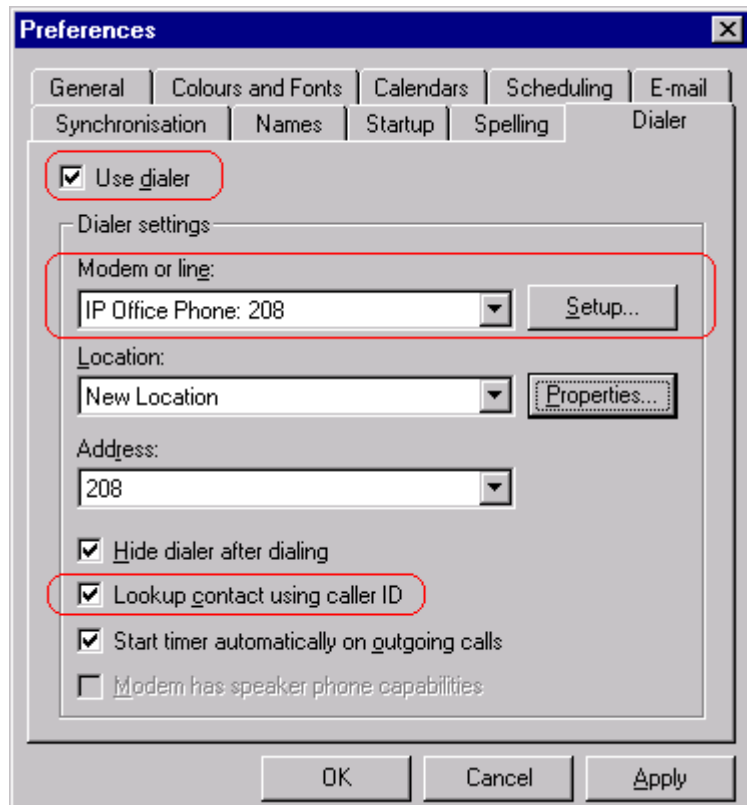 Preferences
General Colours and Fonts Calendars Scheduling E-mail
Synchronisation Names Startup Spelling Dialer
Use dialer
Dialer settings
Modem or line:
IP Office Phone: 208 Setup...
Location:
New Location Properties...
Address:
208
Hide dialer after dialing
Lookup contact using caller ID
Start timer automatically on outgoing calls
Modem has speaker phone capabilities
OK Cancel Apply